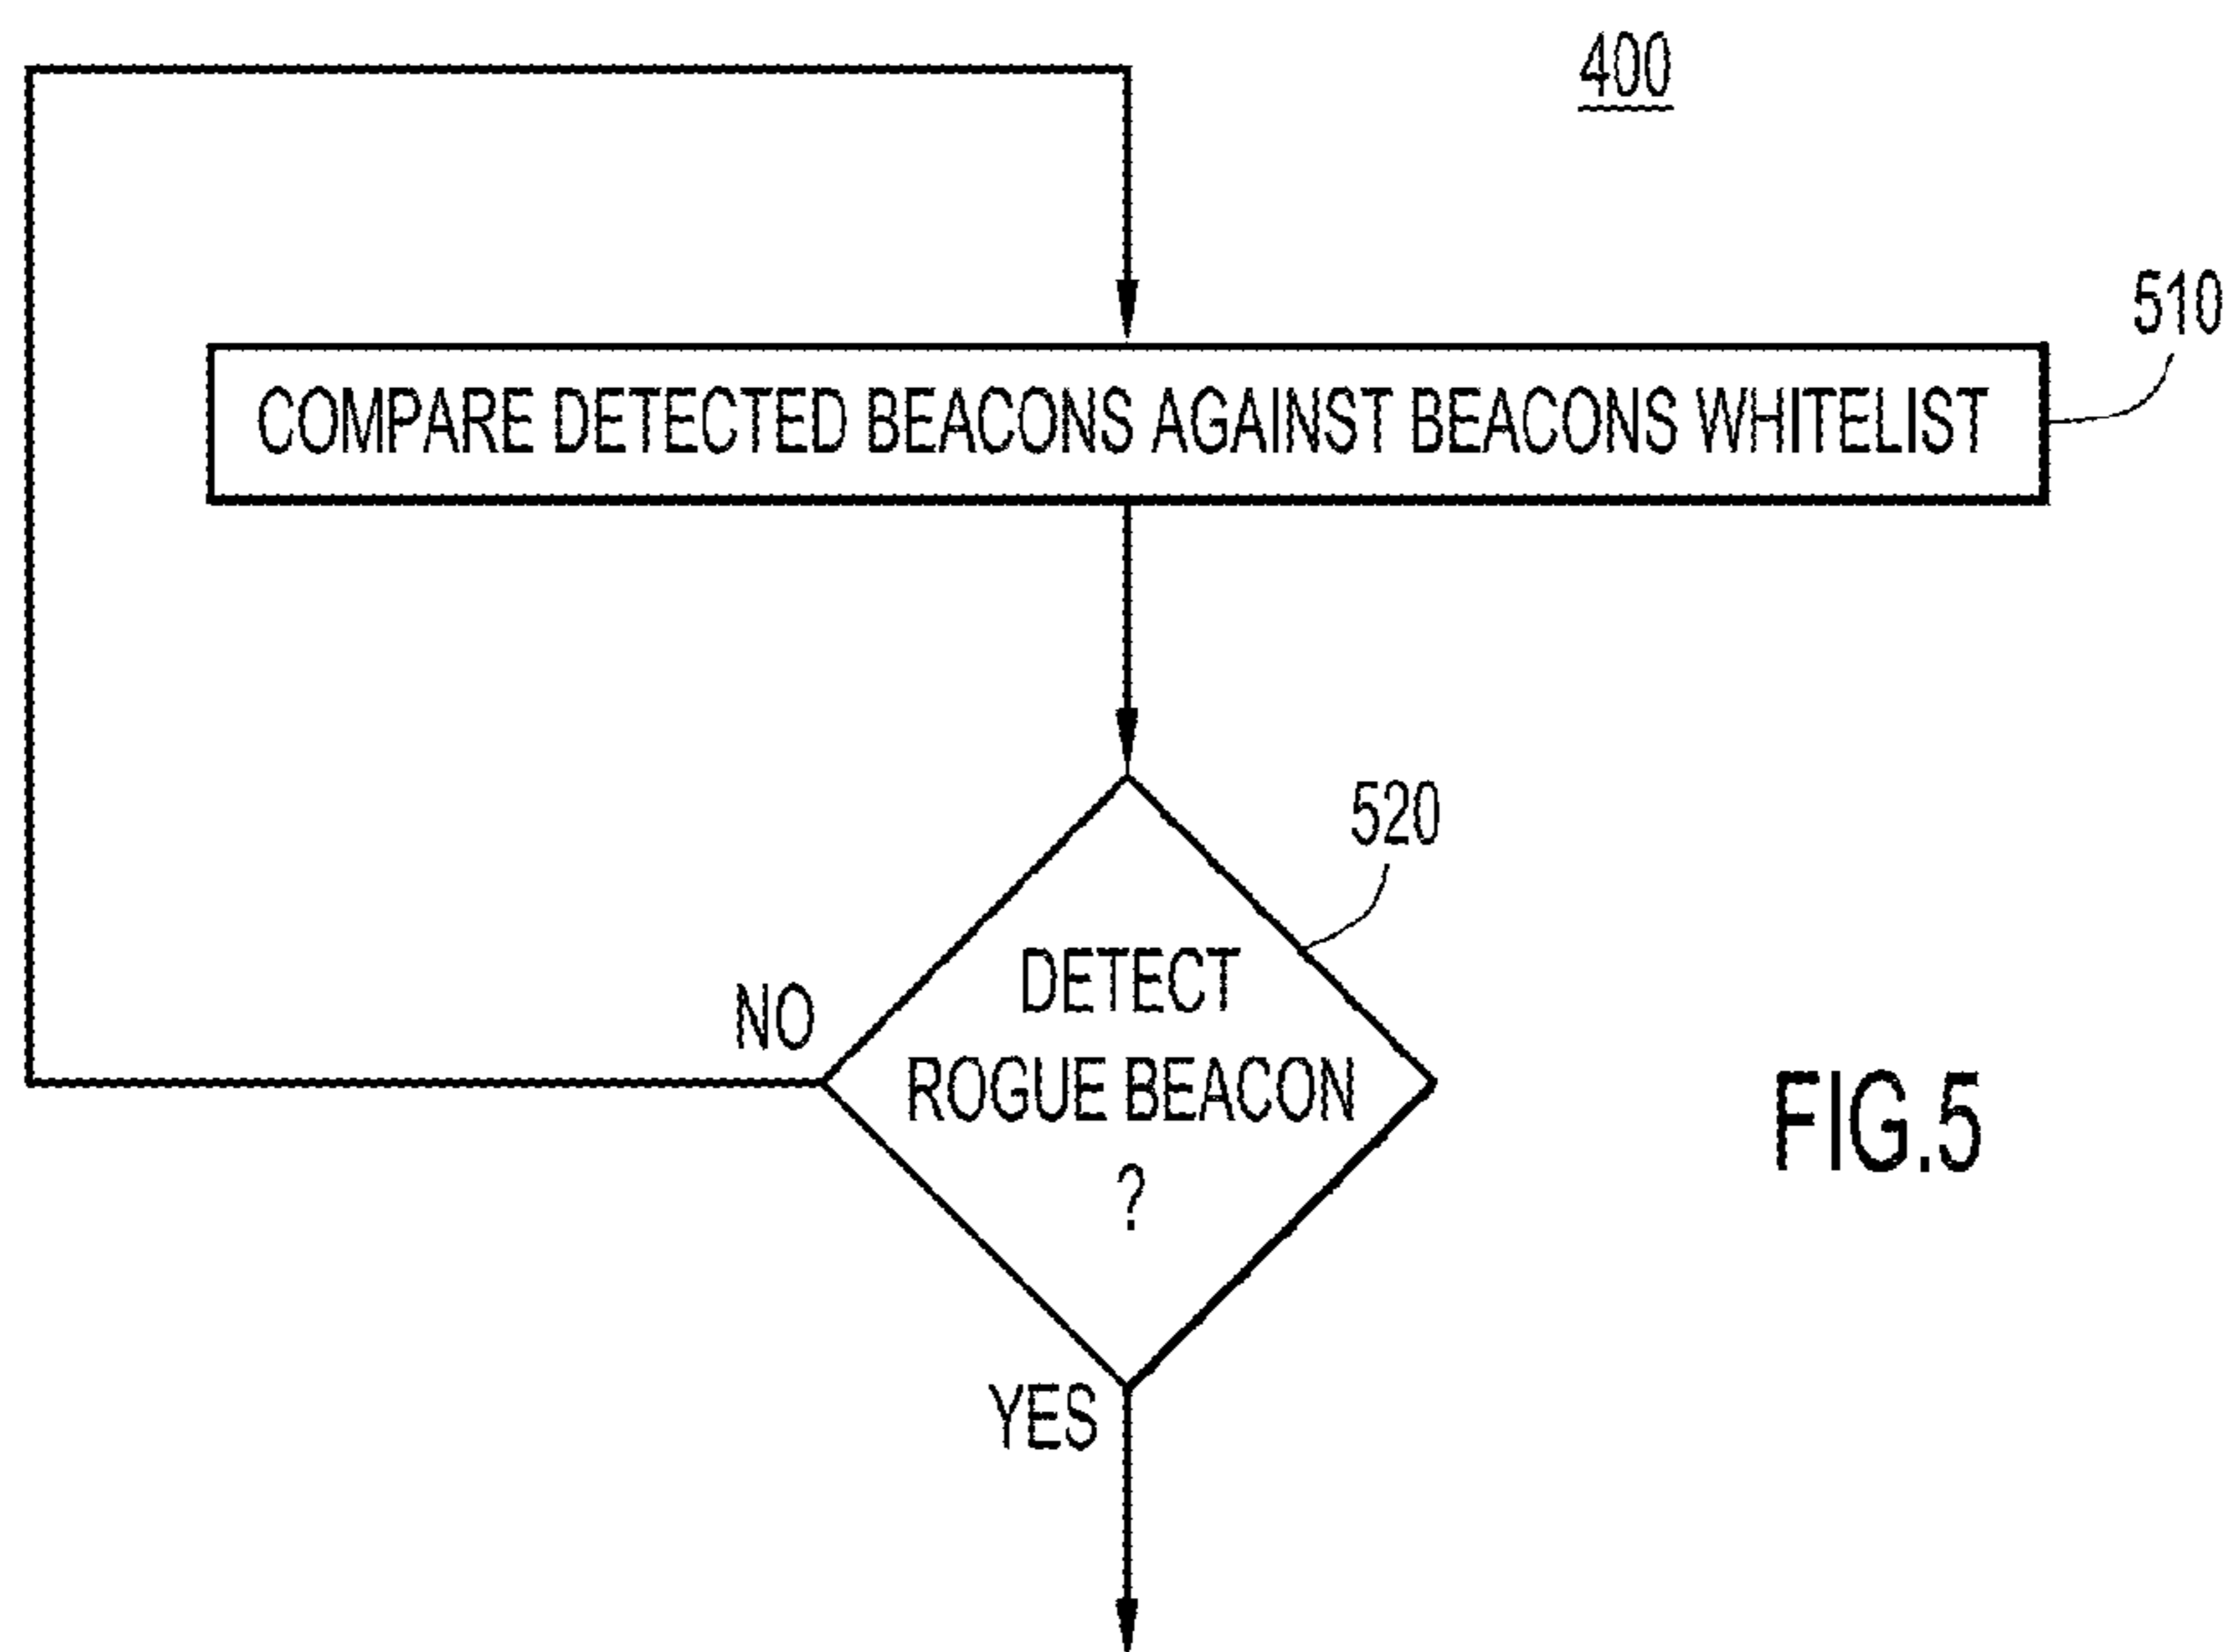 400
510
COMPARE DETECTED BEACONS AGAINST BEACONS WHITELIST
520
DETECT
ROGUE BEACON
?
NO
YES
FIG.5